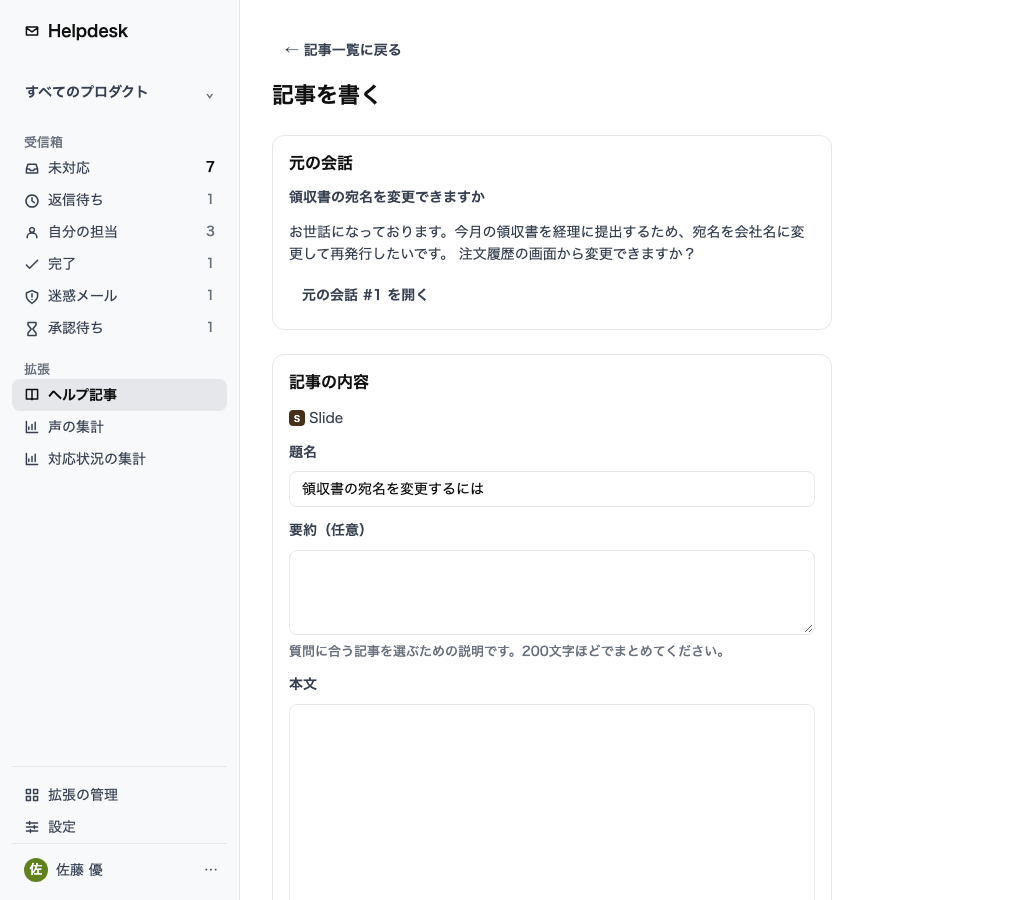 Helpdesk
すべてのプロダクト
受信箱
未対応 7
返信待ち 1
自分の担当 3
完了 1
迷惑メール 1
承認待ち 1
拡張
ヘルプ記事
声の集計
対応状況の集計
拡張の管理
設定
佐 佐藤 優 …
← 記事一覧に戻る
記事を書く
元の会話
領収書の宛名を変更できますか
お世話になっております。今月の領収書を経理に提出するため、宛名を会社名に変
更して再発行したいです。 注文履歴の画面から変更できますか？
元の会話 #1 を開く
記事の内容
S Slide
題名
領収書の宛名を変更するには
要約（任意）
質問に合う記事を選ぶための説明です。200文字ほどでまとめてください。
本文